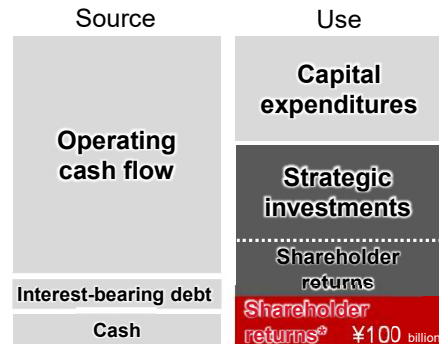 Source
Use
Operating
cash flow
Interest-bearing debt
Cash
Capital
expenditures
Strategic
investments
Shareholder
returns
Shareholder
returns* ¥100 billion